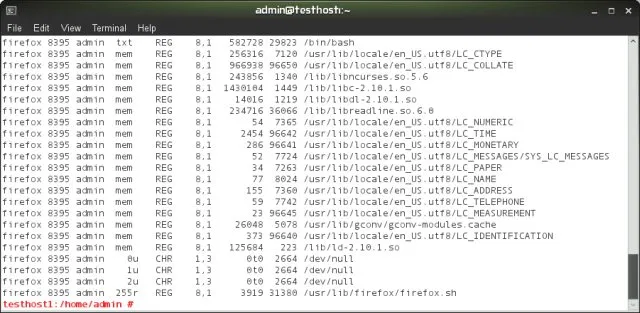 admin@testhost:~
File Edit View Terminal Help
firefox 8395 admin txt REG 8,1 582728 29823 /bin/bash
firefox 8395 admin mem REG 8,1 256316 7120 /usr/lib/locale/en_US.utf8/LC_CTYPE
firefox 8395 admin mem REG 8,1 966938 96650 /usr/lib/locale/en_US.utf8/LC_COLLATE
firefox 8395 admin mem REG 8,1 243856 1340 /lib/libncurses.so.5.6
firefox 8395 admin mem REG 8,1 1430104 1449 /lib/libc-2.10.1.so
firefox 8395 admin mem REG 8,1 14016 1219 /lib/libdl-2.10.1.so
firefox 8395 admin mem REG 8,1 234716 36066 /lib/libreadline.so.6.0
firefox 8395 admin mem REG 8,1 54 7365 /usr/lib/locale/en_US.utf8/LC_NUMERIC
firefox 8395 admin mem REG 8,1 2454 96642 /usr/lib/locale/en_US.utf8/LC_TIME
firefox 8395 admin mem REG 8,1 286 96641 /usr/lib/locale/en_US.utf8/LC_MONETARY
firefox 8395 admin mem REG 8,1 52 7724 /usr/lib/locale/en_US.utf8/LC_MESSAGES/SYS_LC_MESSAGES
firefox 8395 admin mem REG 8,1 34 7263 /usr/lib/locale/en_US.utf8/LC_PAPER
firefox 8395 admin mem REG 8,1 77 8024 /usr/lib/locale/en_US.utf8/LC_NAME
firefox 8395 admin mem REG 8,1 155 7360 /usr/lib/locale/en_US.utf8/LC_ADDRESS
firefox 8395 admin mem REG 8,1 59 7742 /usr/lib/locale/en_US.utf8/LC_TELEPHONE
firefox 8395 admin mem REG 8,1 23 96645 /usr/lib/locale/en_US.utf8/LC_MEASUREMENT
firefox 8395 admin mem REG 8,1 26048 5078 /usr/lib/gconv/gconv-modules.cache
firefox 8395 admin mem REG 8,1 373 96640 /usr/lib/locale/en_US.utf8/LC_IDENTIFICATION
firefox 8395 admin mem REG 8,1 125684 223 /lib/ld-2.10.1.so
firefox 8395 admin 0u CHR 1,3 0t0 2664 /dev/null
firefox 8395 admin 1u CHR 1,3 0t0 2664 /dev/null
firefox 8395 admin 2u CHR 1,3 0t0 2664 /dev/null
firefox 8395 admin 255r REG 8,1 3919 31380 /usr/lib/firefox/firefox.sh
testhost1:/home/admin #